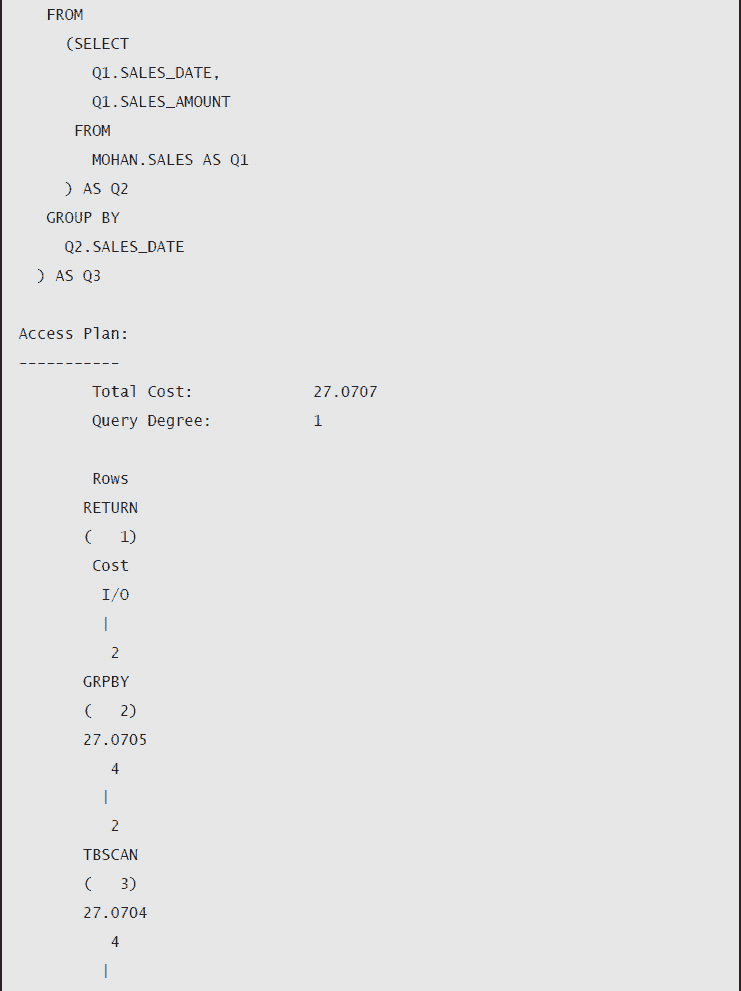 FROM
(SELECT
Q1.SALES_DATE,
Q1.SALES_AMOUNT
FROM
MOHAN.SALES AS Q1
) AS Q2
GROUP BY
Q2.SALES_DATE
) AS Q3
Access Plan:
-----------
Total Cost: 27.0707
Query Degree: 1
Rows
RETURN
( 1)
Cost
I/O
|
2
GRPBY
( 2)
27.0705
4
|
2
TBSCAN
( 3)
27.0704
4
|